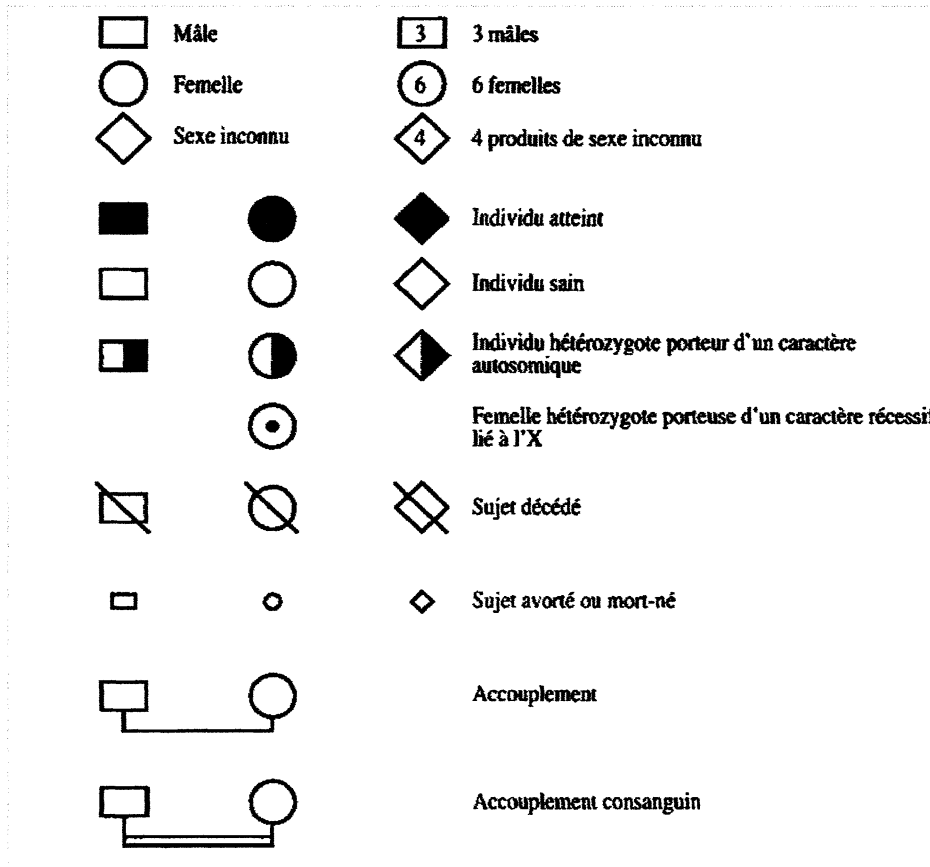 Mâle
3
3 mâles
Femelle
6
6 femelles
Sexe inconnu
4
4 produits de sexe inconnu
Individu atteint
Individu sain
Individu hétérozygote porteur d'un caractère
autosomique
Femelle hétérozygote porteuse d'un caractère récessif
lié à l'X
Sujet décédé
Sujet avorté ou mort-né
Accouplement
Accouplement consanguin